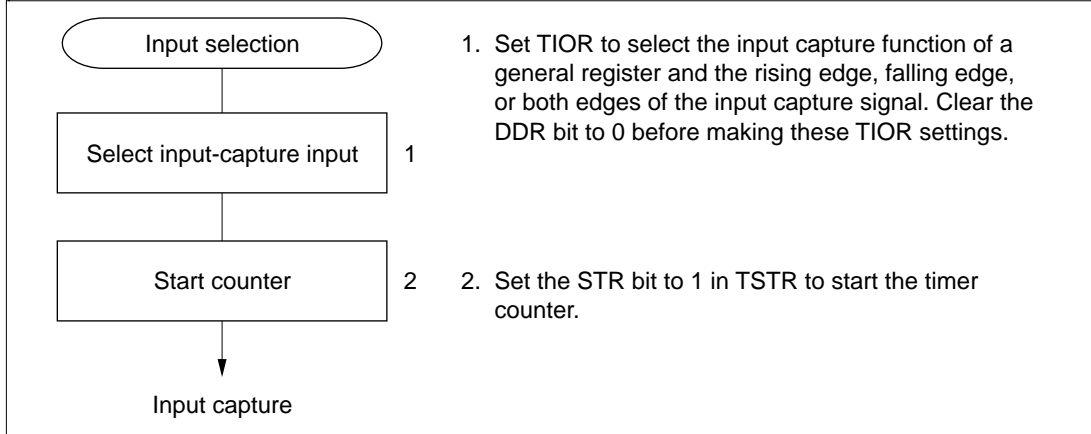 Input selection
1. Set TIOR to select the input capture function of a
general register and the rising edge, falling edge,
or both edges of the input capture signal. Clear the
DDR bit to 0 before making these TIOR settings.
Select input-capture input 1
Start counter 2
2. Set the STR bit to 1 in TSTR to start the timer
counter.
Input capture